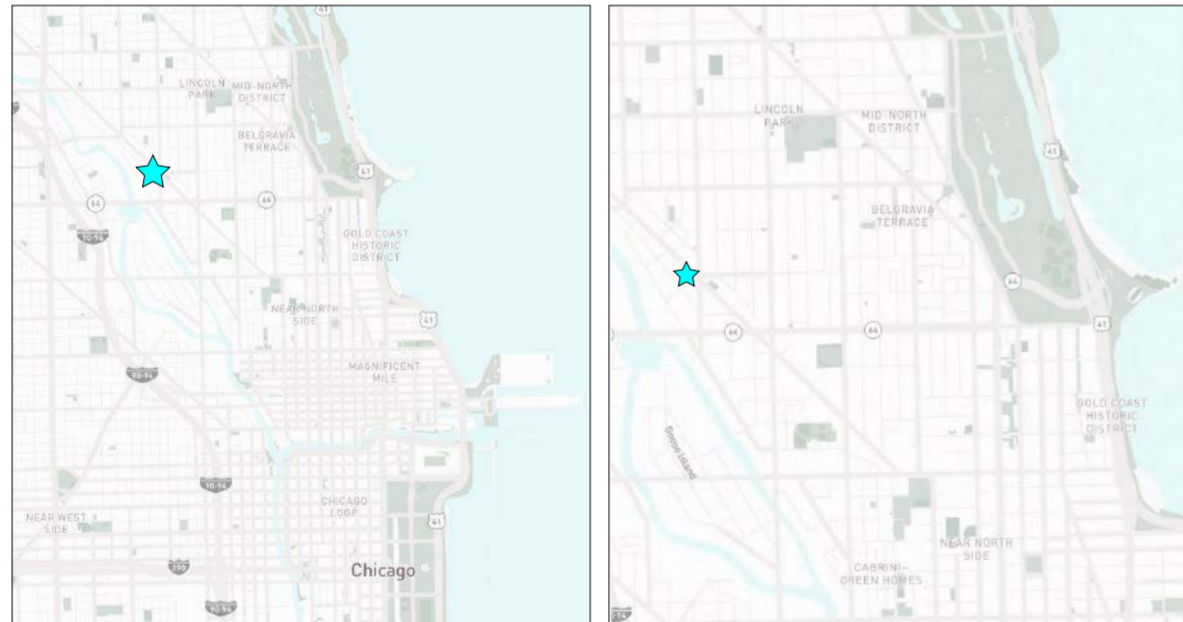 41
LINCOLN
PARK
MID-NORTH
DISTRICT
BELGRAVIA
TERRACE
41
64
64
90-94
GOLD COAST
HISTORIC
DISTRICT
NEAR NORTH
SIDE
41
MAGNIFICENT
MILE
90-94
90-94
CHICAGO
LOOP
NEAR WEST
SIDE
41
290
Chicago
90-94
41
LINCOLN
PARK
MID-NORTH
DISTRICT
41
BELGRAVIA
TERRACE
64
64
64
41
GOLD COAST
HISTORIC
DISTRICT
Goose Island
NEAR NORTH
SIDE
CABRINI-
GREEN HOMES